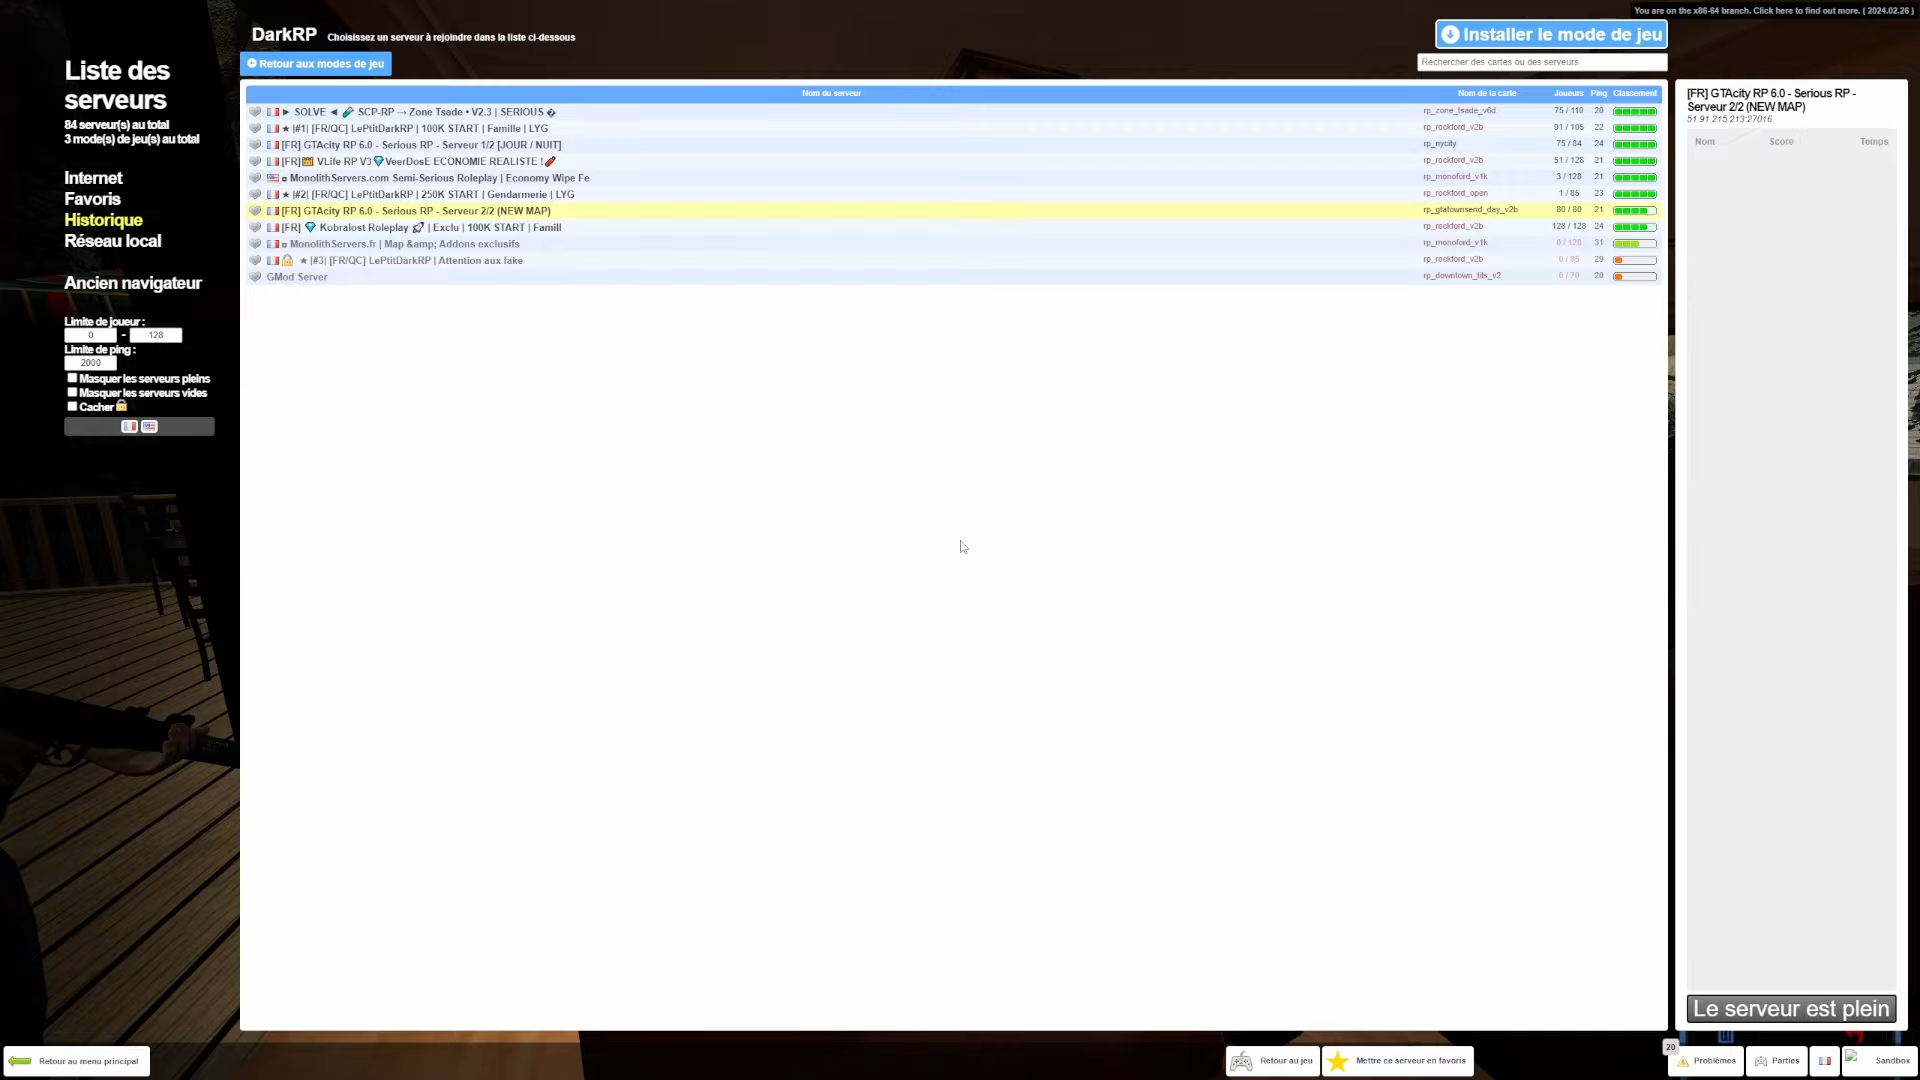 You are on the x86-64 branch. Click here to find out more. ( 2024.02.26 )
DarkRP Choisissez un serveur à rejoindre dans la liste ci-dessous
Installer le mode de jeu
Retour aux modes de jeu
Rechercher des cartes ou des serveurs
Liste des
serveurs
84 serveur(s) au total
3 mode(s) de jeu(s) au total
Internet
Favoris
Historique
Réseau local
Ancien navigateur
Limite de joueur :
0 - 128
Limite de ping :
2000
Masquer les serveurs pleins
Masquer les serveurs vides
Cacher 🔒
Nom du serveur Nom de la carte Joueurs Ping Classement
► SOLVE ◄ 🧪 SCP-RP → Zone Tsade • V2.3 | SERIOUS � rp_zone_tsade_v6d 75 / 110 20
★ |#1| [FR/QC] LePtitDarkRP | 100K START | Famille | LYG rp_rockford_v2b 91 / 105 22
[FR] GTAcity RP 6.0 - Serious RP - Serveur 1/2 [JOUR / NUIT] rp_nycity 75 / 84 24
[FR] VLife RP V3💎VeerDosE ECONOMIE REALISTE !🧨 rp_rockford_v2b 51 / 128 21
¤ MonolithServers.com Semi-Serious Roleplay | Economy Wipe Fe rp_monoford_v1k 3 / 128 21
★ |#2| [FR/QC] LePtitDarkRP | 250K START | Gendarmerie | LYG rp_rockford_open 1 / 85 23
[FR] GTAcity RP 6.0 - Serious RP - Serveur 2/2 (NEW MAP) rp_gtatownsend_day_v2b 80 / 80 21
[FR] 💎 Kobralost Roleplay 🚀 | Exclu | 100K START | Famill rp_rockford_v2b 128 / 128 24
¤ MonolithServers.fr | Map &amp; Addons exclusifs rp_monoford_v1k 0 / 128 31
🔒 ★ |#3| [FR/QC] LePtitDarkRP | Attention aux fake rp_rockford_v2b 0 / 85 29
GMod Server rp_downtown_tits_v2 0 / 70 20
[FR] GTAcity RP 6.0 - Serious RP -
Serveur 2/2 (NEW MAP)
51.91.215.213:27016
Nom Score Temps
Le serveur est plein
Retour au menu principal
Retour au jeu
Mettre ce serveur en favoris
20
Problèmes
Parties
Sandbox